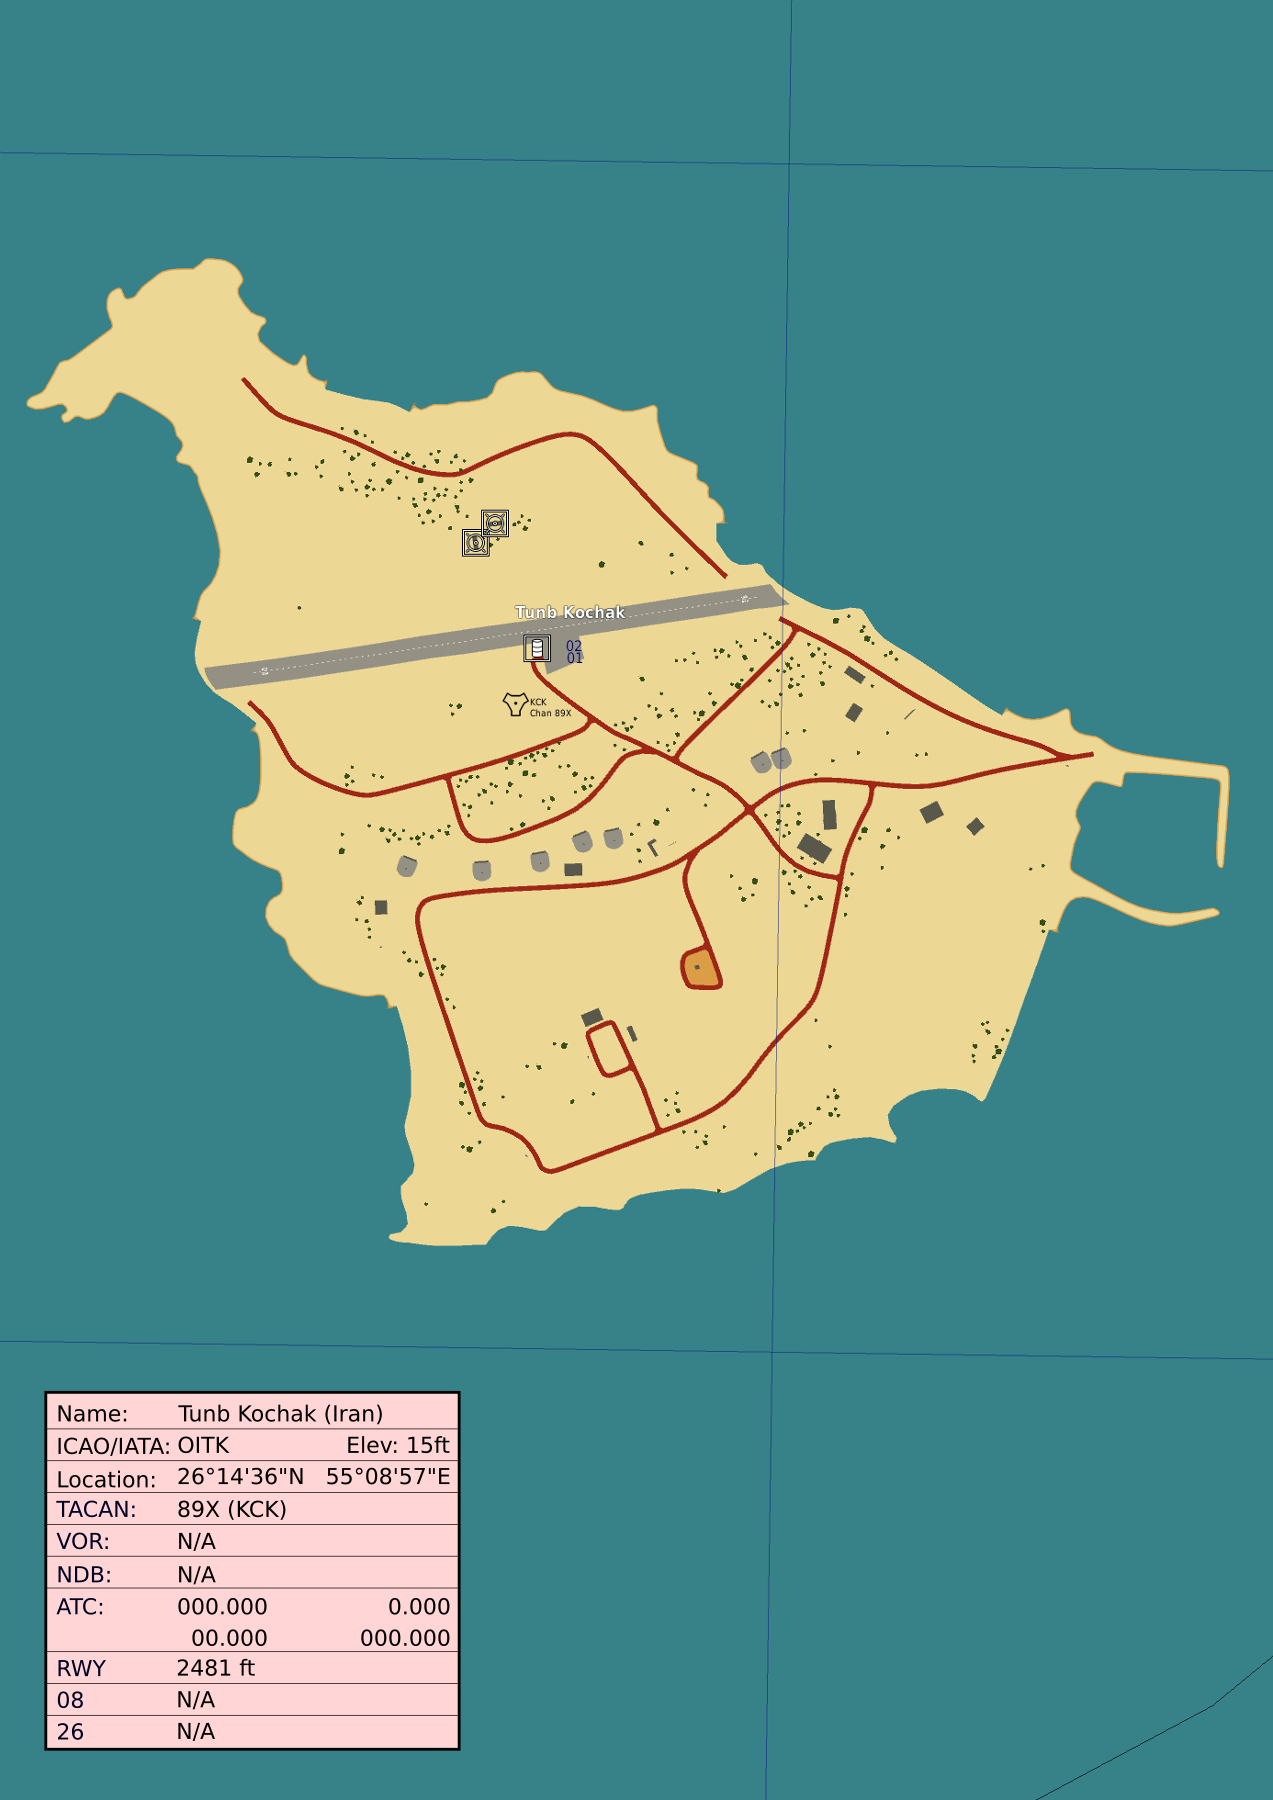 Tunb Kochak
02
01
KCK
Chan 89X
Name: Tunb Kochak (Iran)
ICAO/IATA: OITK Elev: 15ft
Location: 26°14'36"N 55°08'57"E
TACAN: 89X (KCK)
VOR: N/A
NDB: N/A
ATC: 000.000 0.000
00.000 000.000
RWY 2481 ft
08 N/A
26 N/A